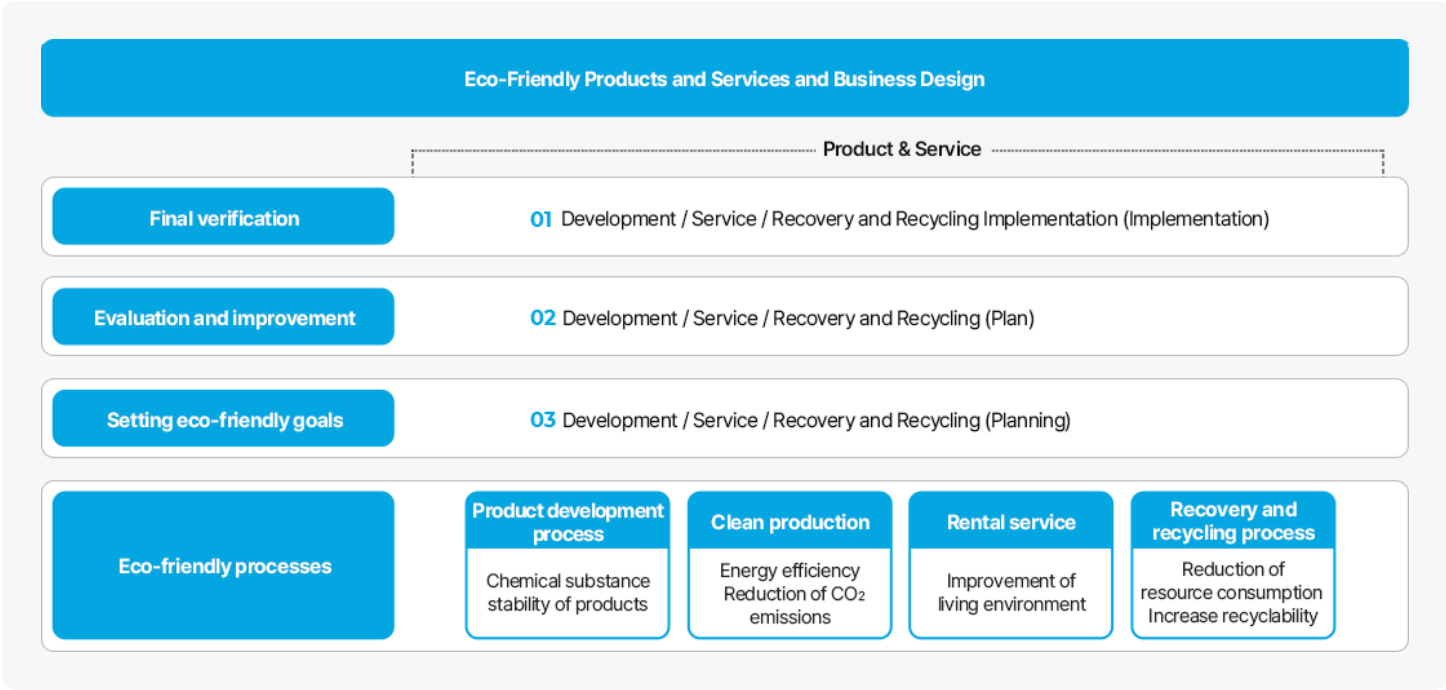 Eco-Friendly Products and Services and Business Design
Product & Service
Final verification
01 Development / Service / Recovery and Recycling Implementation (Implementation)
Evaluation and improvement
02 Development / Service / Recovery and Recycling (Plan)
Setting eco-friendly goals
03 Development / Service / Recovery and Recycling (Planning)
Eco-friendly processes
Product development
process
Chemical substance
stability of products
Clean production
Energy efficiency
Reduction of CO₂
emissions
Rental service
Improvement of
living environment
Recovery and
recycling process
Reduction of
resource consumption
Increase recyclability